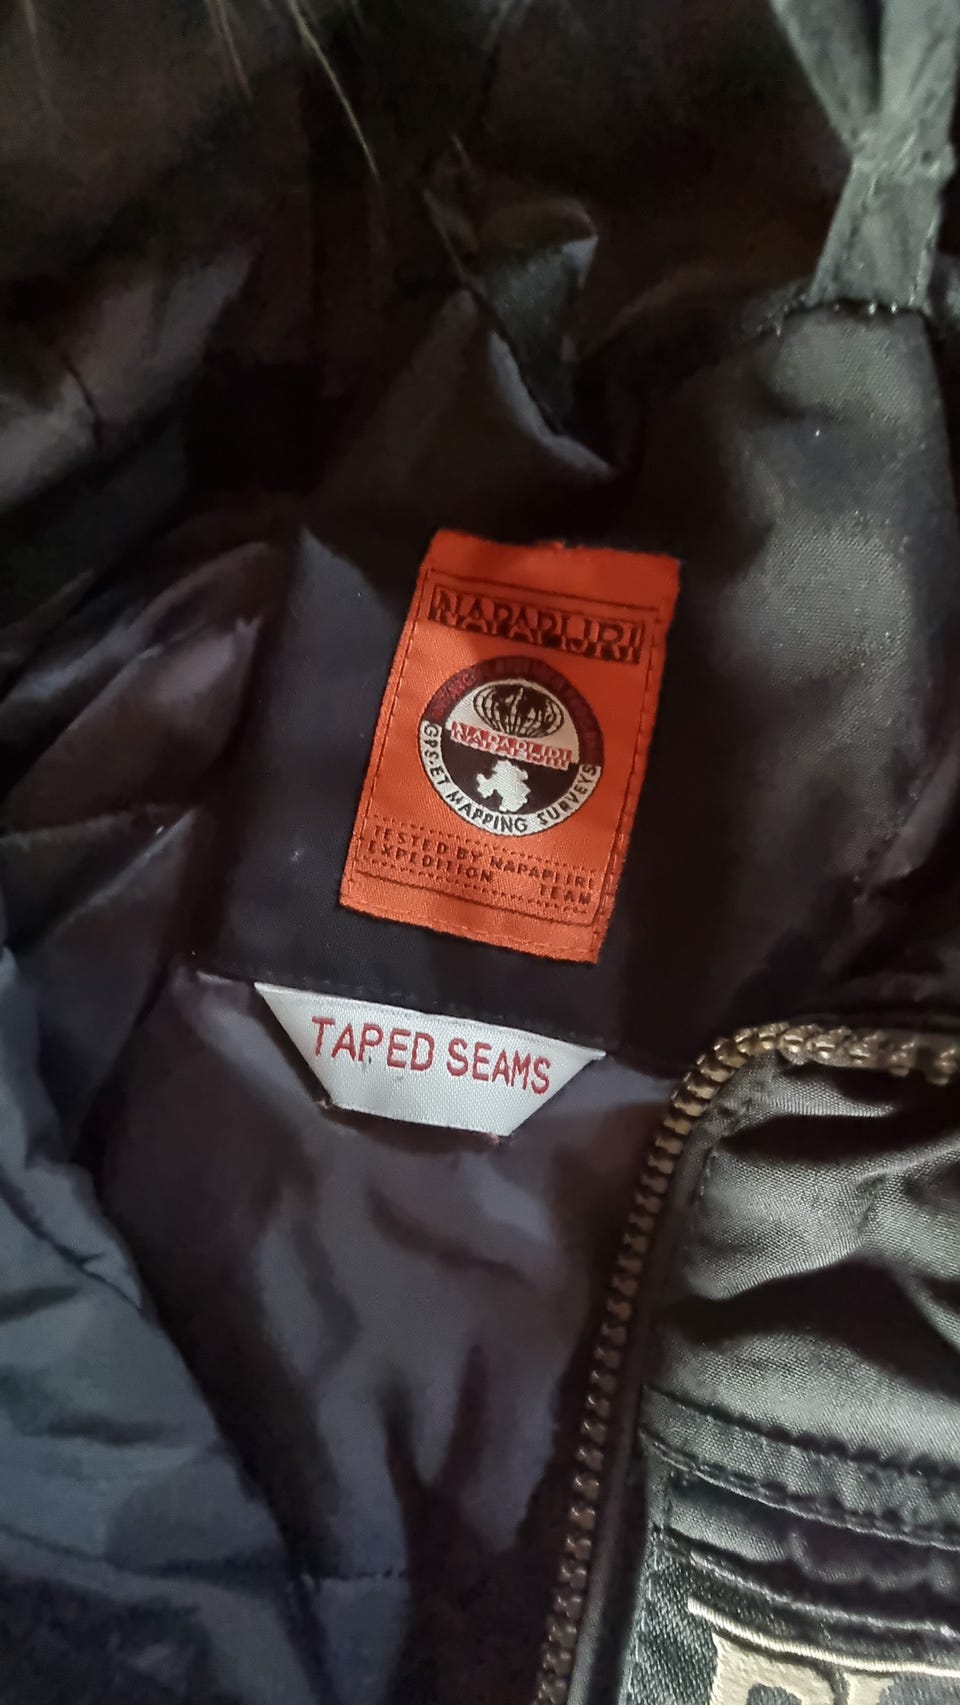 NAPAPIJRI
NAPAPIJRI
GPS.ET MAPPING SURVEYS
TESTED BY NAPAPIJRI
EXPEDITION TEAM
TAPED SEAMS